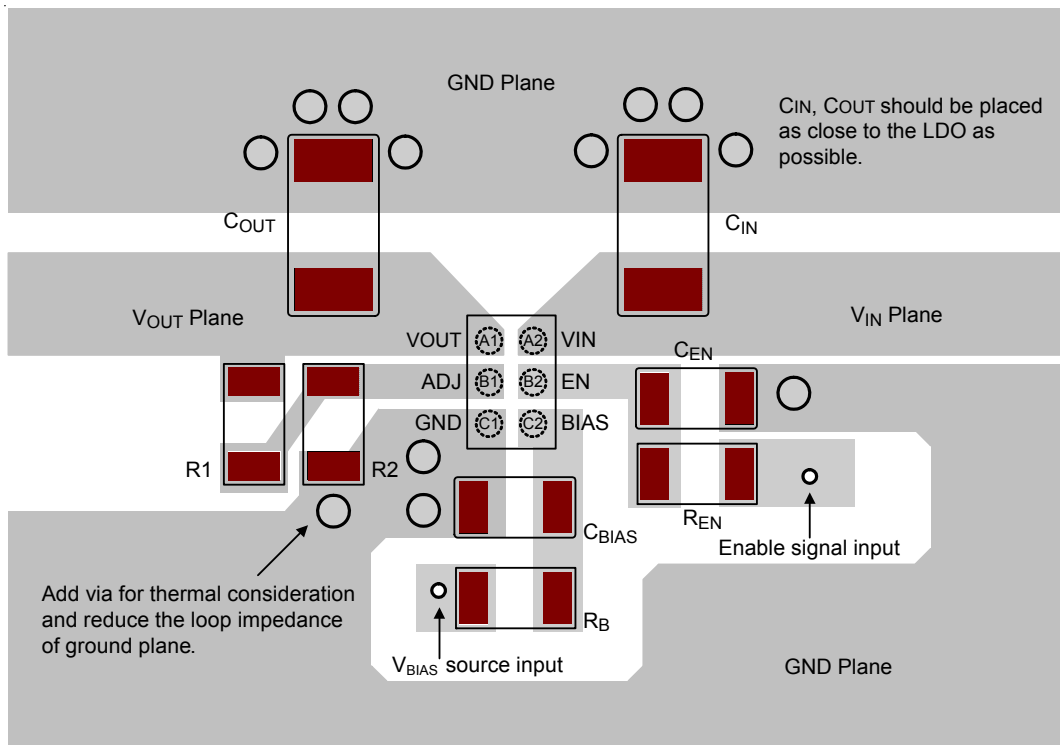 GND Plane
CIN, COUT should be placed
as close to the LDO as
possible.
COUT
CIN
VOUT Plane
VIN Plane
VOUT A1 A2 VIN
CEN
ADJ B1 B2 EN
GND C1 C2 BIAS
R1
R2
REN
CBIAS
Enable signal input
Add via for thermal consideration
and reduce the loop impedance
of ground plane.
RB
VBIAS source input
GND Plane